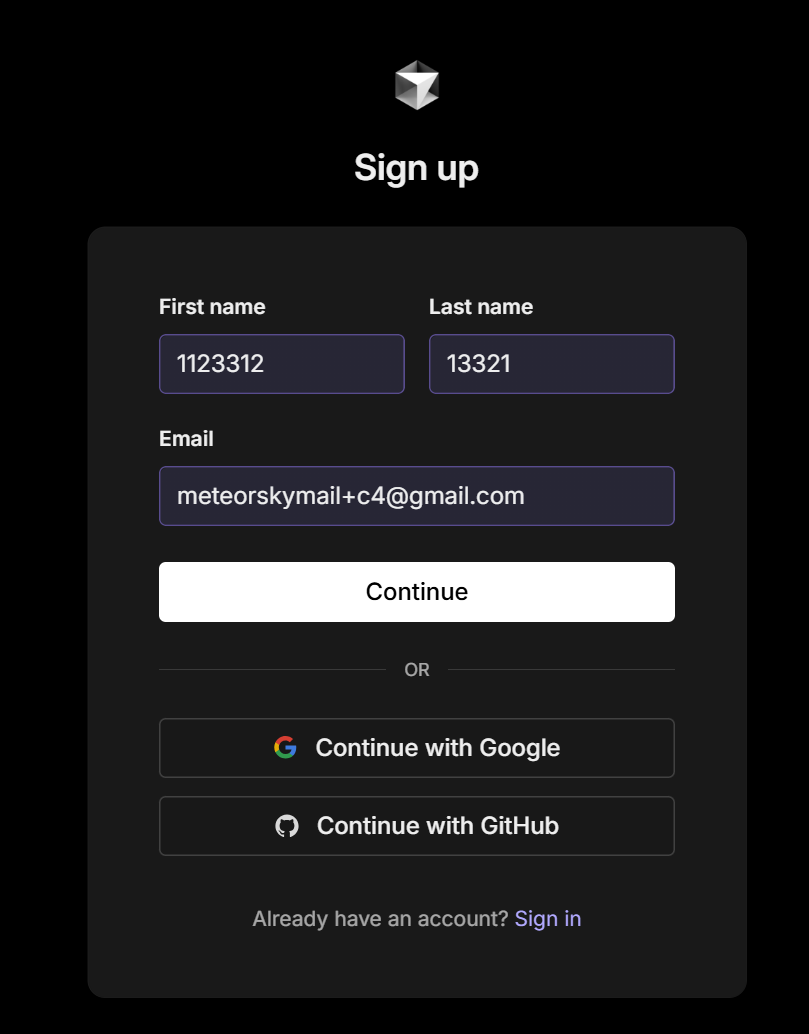 Sign up
First name
Last name
1123312
13321
Email
meteorskymail+c4@gmail.com
Continue
OR
Continue with Google
Continue with GitHub
Already have an account? Sign in